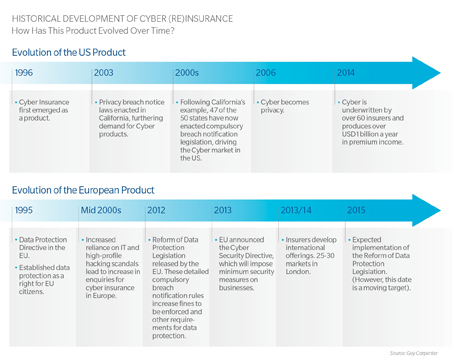 HISTORICAL DEVELOPMENT OF CYBER (RE)INSURANCE
How Has This Product Evolved Over Time?
Evolution of the US Product
1996
2003
2000s
2006
2014
• Cyber Insurance
first emerged as
a product.
• Privacy breach notice
laws enacted in
California, furthering
demand for Cyber
products.
• Following California's
example, 47 of the
50 states have now
enacted compulsory
breach notification
legislation, driving
the Cyber market in
the US.
• Cyber becomes
privacy.
• Cyber is
underwritten by
over 60 insurers and
produces over
USD1 billion a year
in premium income.
Evolution of the European Product
1995
Mid 2000s
2012
2013
2013/14
2015
• Data Protection
Directive in the
EU.
• Established data
protection as a
right for EU
citizens.
• Increased
reliance on IT and
high-profile
hacking scandals
lead to increase in
enquiries for
cyber insurance
in Europe.
• Reform of Data
Protection
Legislation
released by the
EU. These detailed
compulsory
breach
notification rules
increase fines to
be enforced and
other require-
ments for data
protection.
• EU announced
the Cyber
Security Directive,
which will impose
minimum security
measures on
businesses.
• Insurers develop
international
offerings. 25-30
markets in
London.
• Expected
implementation of
the Reform of Data
Protection
Legislation.
(However, this date
is a moving target).
Source: Guy Carpenter